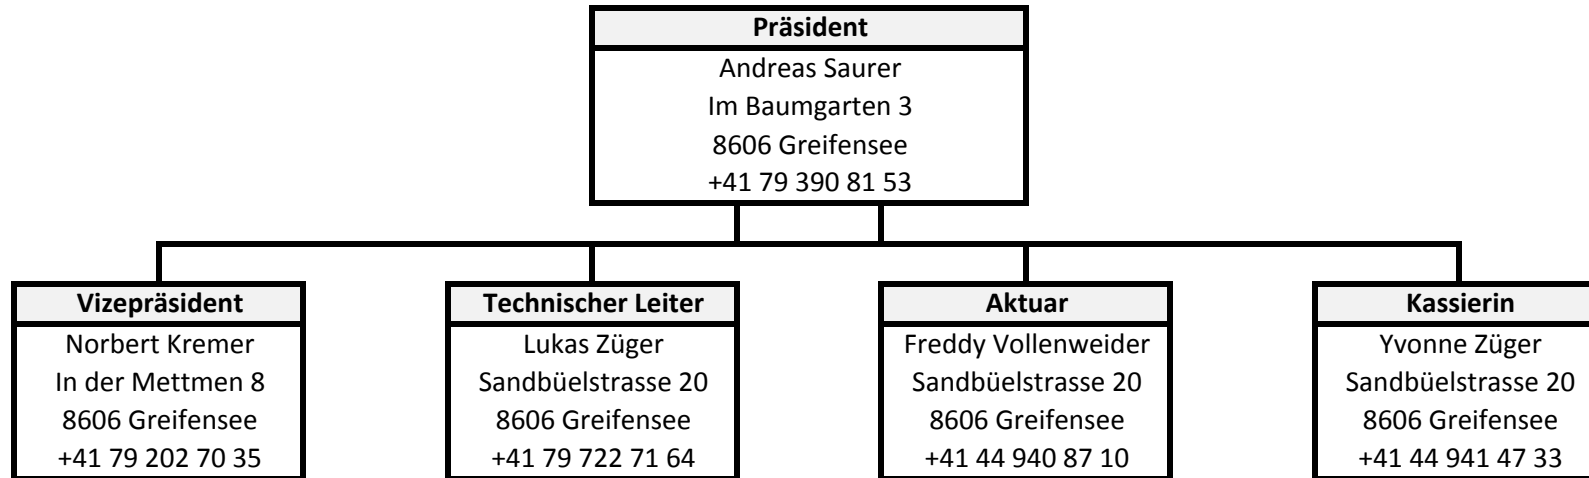 Präsident
Andreas Saurer
Im Baumgarten 3
8606 Greifensee
+41 79 390 81 53
Vizepräsident
Norbert Kremer
In der Mettmen 8
8606 Greifensee
+41 79 202 70 35
Technischer Leiter
Lukas Züger
Sandbüelstrasse 20
8606 Greifensee
+41 79 722 71 64
Aktuar
Freddy Vollenweider
Sandbüelstrasse 20
8606 Greifensee
+41 44 940 87 10
Kassierin
Yvonne Züger
Sandbüelstrasse 20
8606 Greifensee
+41 44 941 47 33